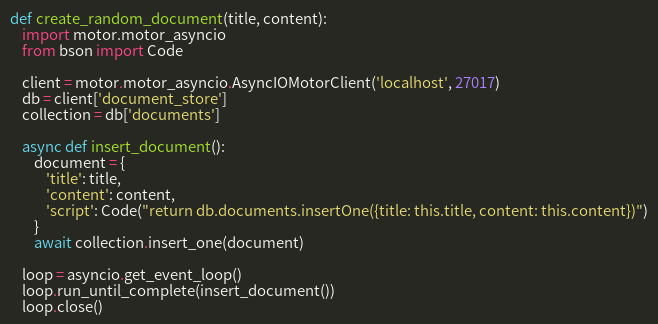 def create_random_document(title, content):
    import motor.motor_asyncio
    from bson import Code

    client = motor.motor_asyncio.AsyncIOMotorClient('localhost', 27017)
    db = client['document_store']
    collection = db['documents']

    async def insert_document():
        document = {
            'title': title,
            'content': content,
            'script': Code("return db.documents.insertOne({title: this.title, content: this.content})")
        }
        await collection.insert_one(document)

    loop = asyncio.get_event_loop()
    loop.run_until_complete(insert_document())
    loop.close()